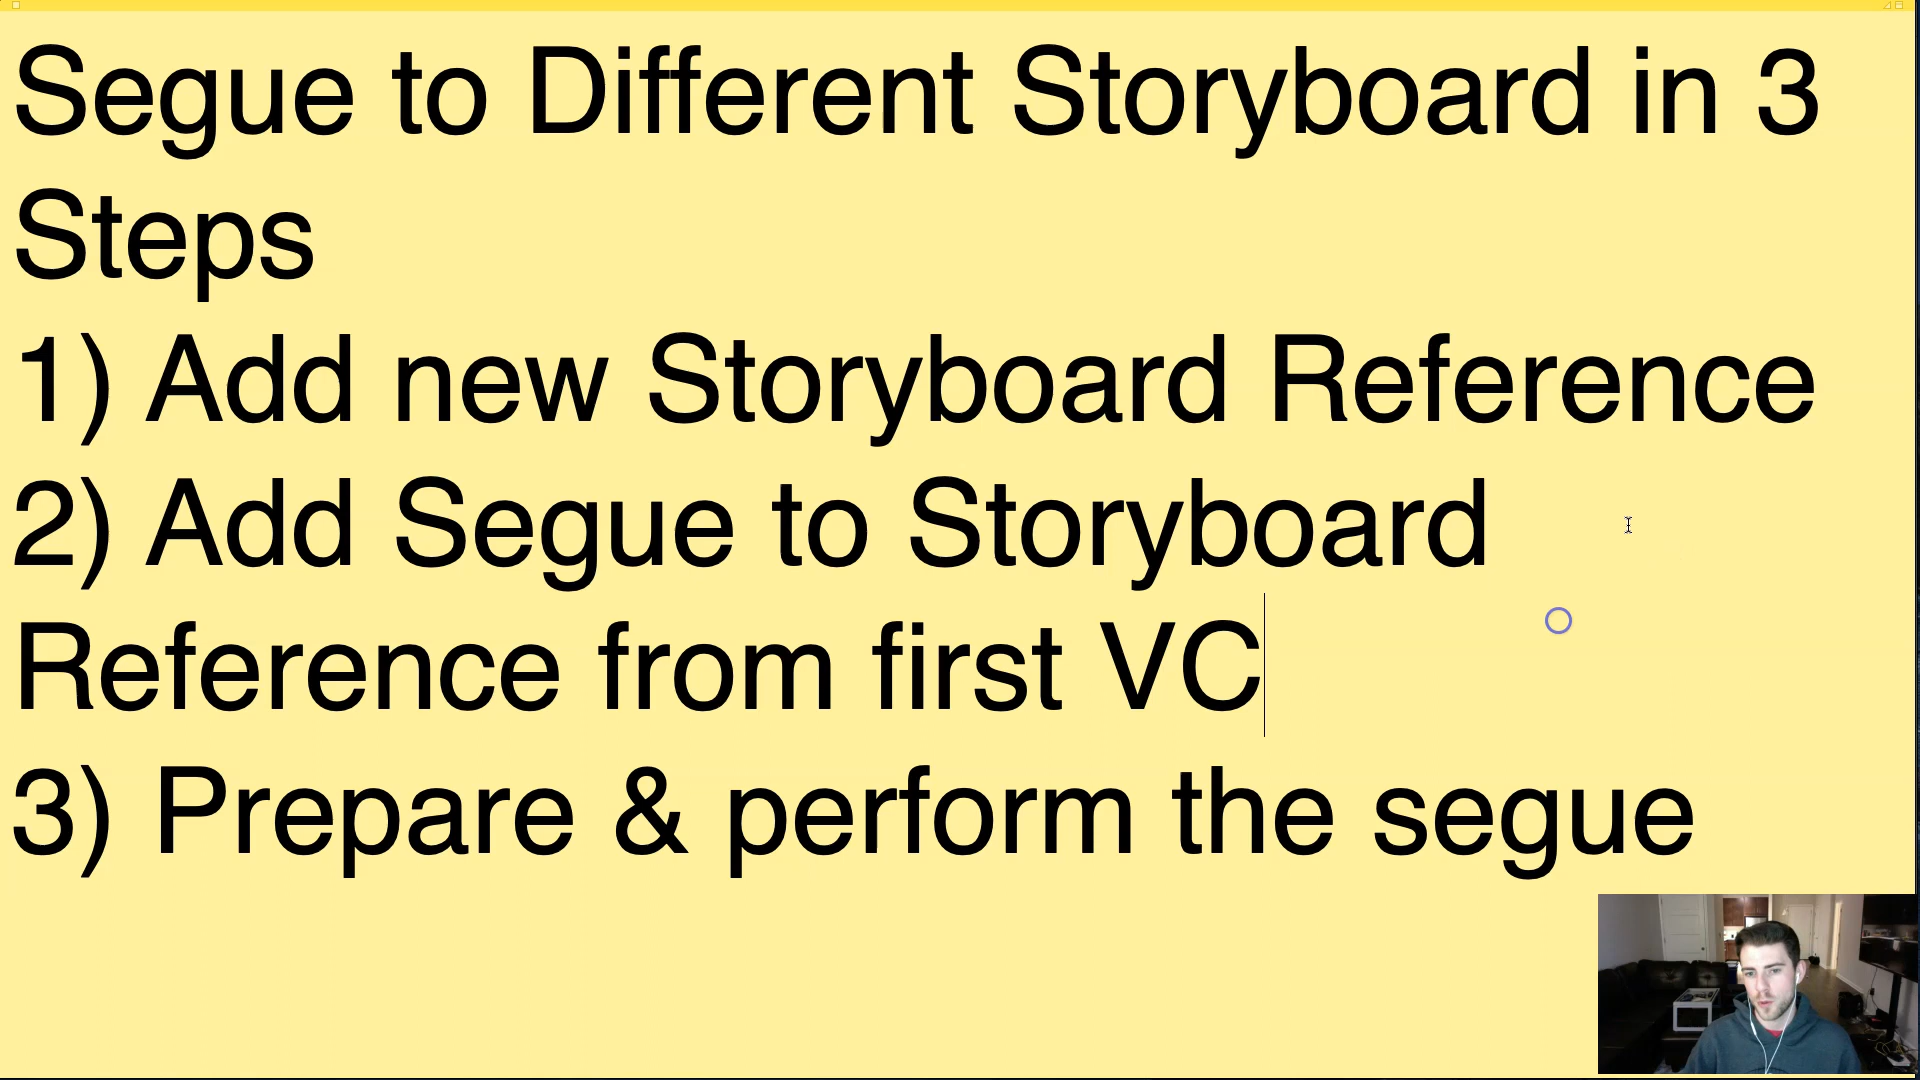 Segue to Different Storyboard in 3
Steps
1) Add new Storyboard Reference
2) Add Segue to Storyboard
Reference from first VC
3) Prepare & perform the segue